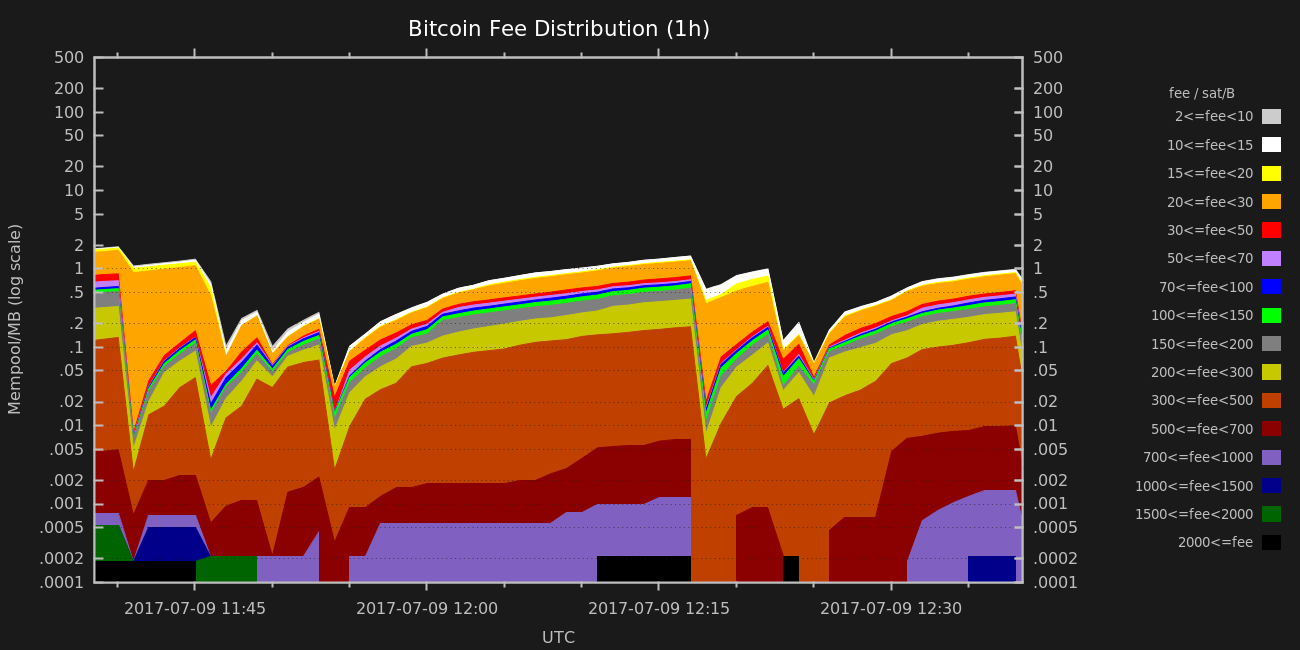 Bitcoin Fee Distribution (1h)
Mempool/MB (log scale)
500
200
100
50
20
10
5
2
1
.5
.2
.1
.05
.02
.01
.005
.002
.001
.0005
.0002
.0001
500
200
100
50
20
10
5
2
1
.5
.2
.1
.05
.02
.01
.005
.002
.001
.0005
.0002
.0001
2017-07-09 11:45
2017-07-09 12:00
2017-07-09 12:15
2017-07-09 12:30
UTC
fee / sat/B
2<=fee<10
10<=fee<15
15<=fee<20
20<=fee<30
30<=fee<50
50<=fee<70
70<=fee<100
100<=fee<150
150<=fee<200
200<=fee<300
300<=fee<500
500<=fee<700
700<=fee<1000
1000<=fee<1500
1500<=fee<2000
2000<=fee